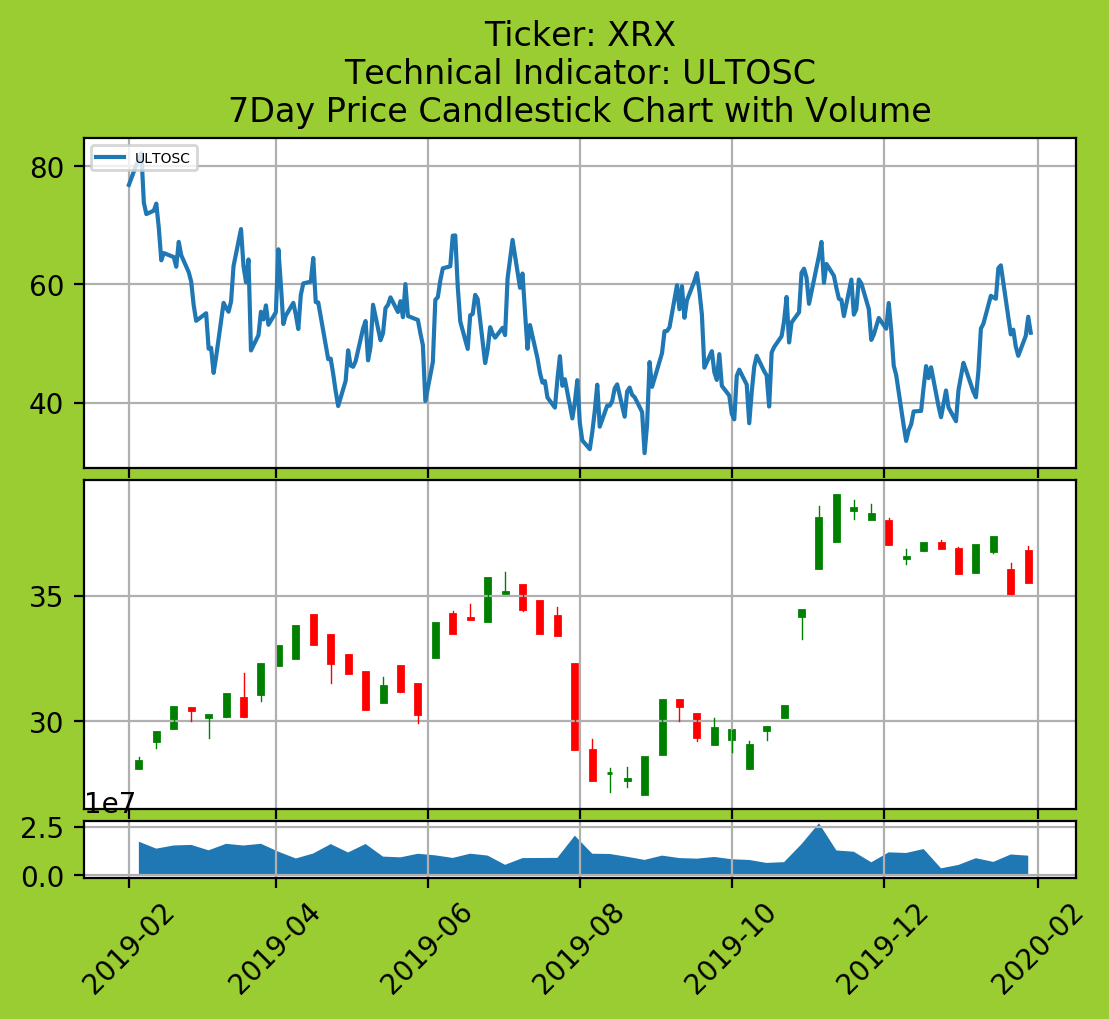 Ticker: XRX
Technical Indicator: ULTOSC
7Day Price Candlestick Chart with Volume
ULTOSC
80
60
40
35
30
1e7
2.5
0.0
2019-02
2019-04
2019-06
2019-08
2019-10
2019-12
2020-02